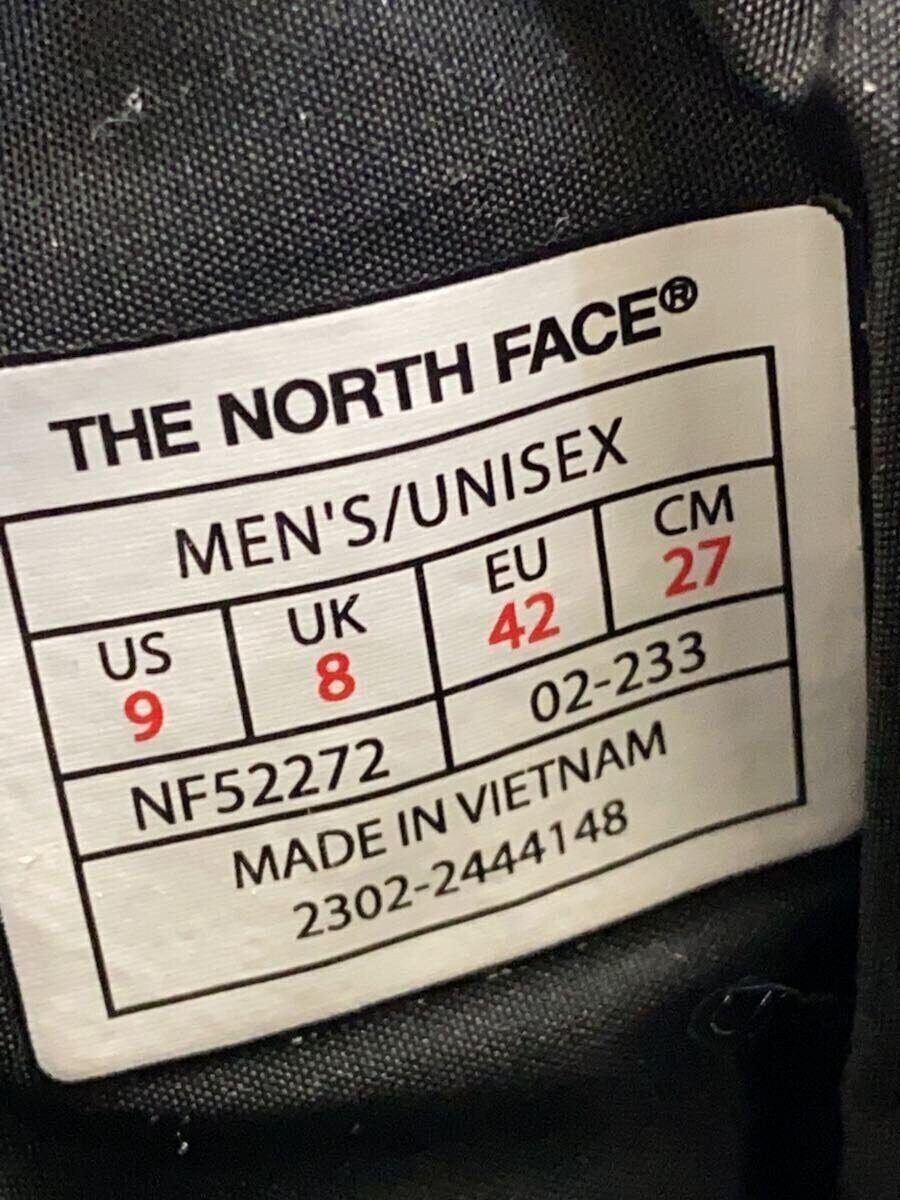 THE NORTH FACE®
MEN'S/UNISEX
US UK EU CM
9 8 42 27
NF52272 02-233
MADE IN VIETNAM
2302-2444148